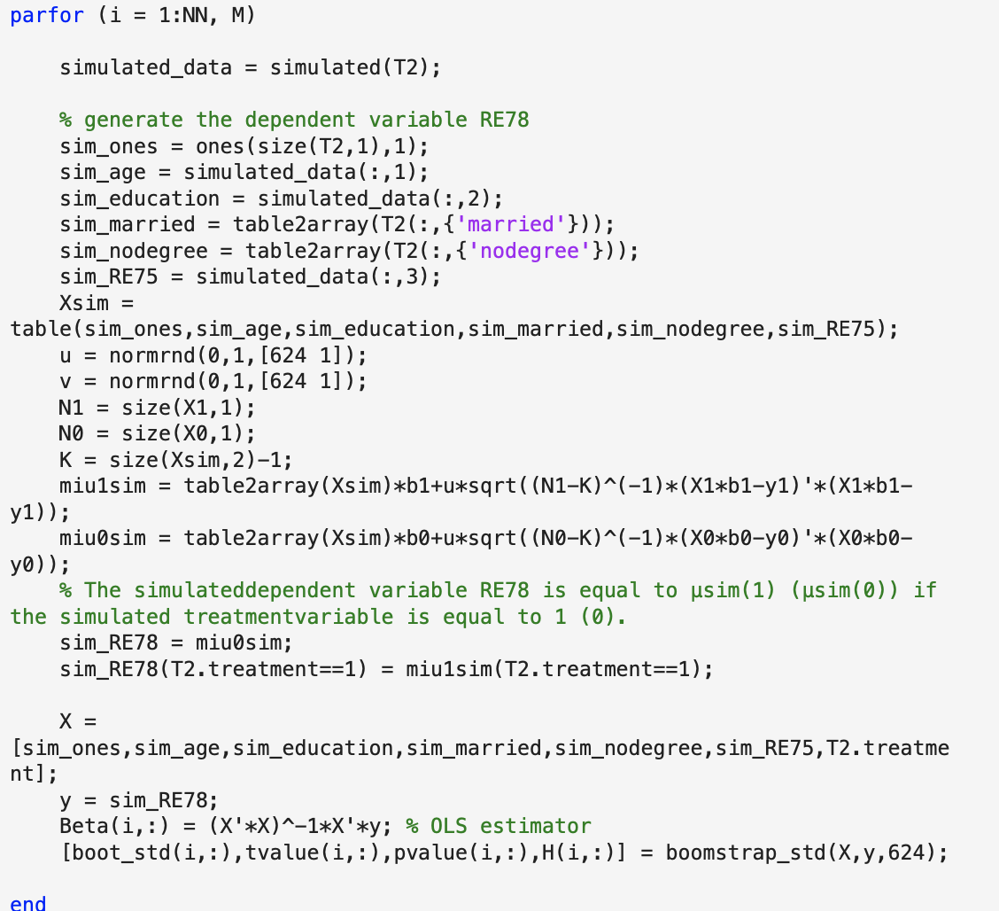 parfor (i = 1:NN, M)
simulated_data = simulated(T2);
% generate the dependent variable RE78
sim_ones = ones(size(T2,1),1);
sim_age = simulated_data(:,1);
sim_education = simulated_data(:,2);
sim_married = table2array(T2(:,{'married'}));
sim_nodegree = table2array(T2(:,{'nodegree'}));
sim_RE75 = simulated_data(:,3);
Xsim =
table(sim_ones,sim_age,sim_education,sim_married,sim_nodegree,sim_RE75);
u = normrnd(0,1,[624 1]);
v = normrnd(0,1,[624 1]);
N1 = size(X1,1);
N0 = size(X0,1);
K = size(Xsim,2)-1;
miu1sim = table2array(Xsim)*b1+u*sqrt((N1-K)^(-1)*(X1*b1-y1)'*(X1*b1-
y1));
miu0sim = table2array(Xsim)*b0+u*sqrt((N0-K)^(-1)*(X0*b0-y0)'*(X0*b0-
y0));
% The simulateddependent variable RE78 is equal to μsim(1) (μsim(0)) if
the simulated treatmentvariable is equal to 1 (0).
sim_RE78 = miu0sim;
sim_RE78(T2.treatment==1) = miu1sim(T2.treatment==1);
X =
[sim_ones,sim_age,sim_education,sim_married,sim_nodegree,sim_RE75,T2.treatme
nt];
y = sim_RE78;
Beta(i,:) = (X'*X)^-1*X'*y; % OLS estimator
[boot_std(i,:),tvalue(i,:),pvalue(i,:),H(i,:)] = boomstrap_std(X,y,624);
end